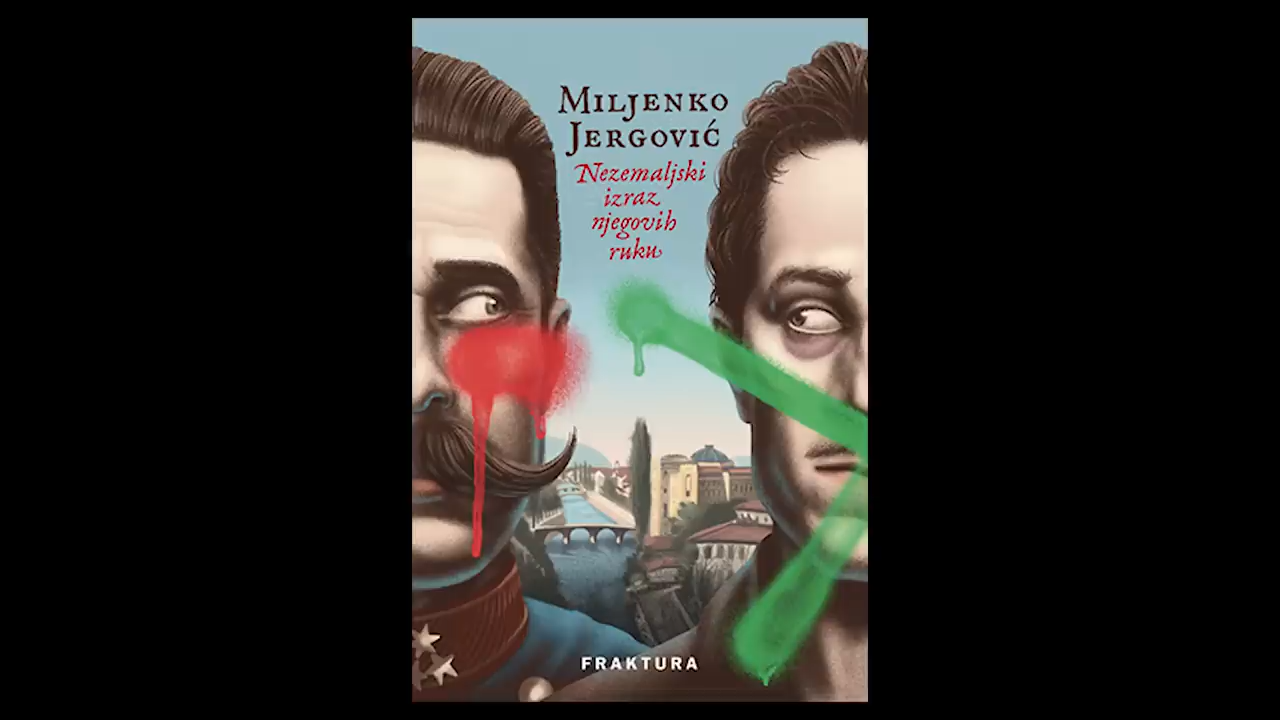 MILJENKO
JERGOVIĆ
Nezemaljski
izraz
njegovih
ruku
FRAKTURA